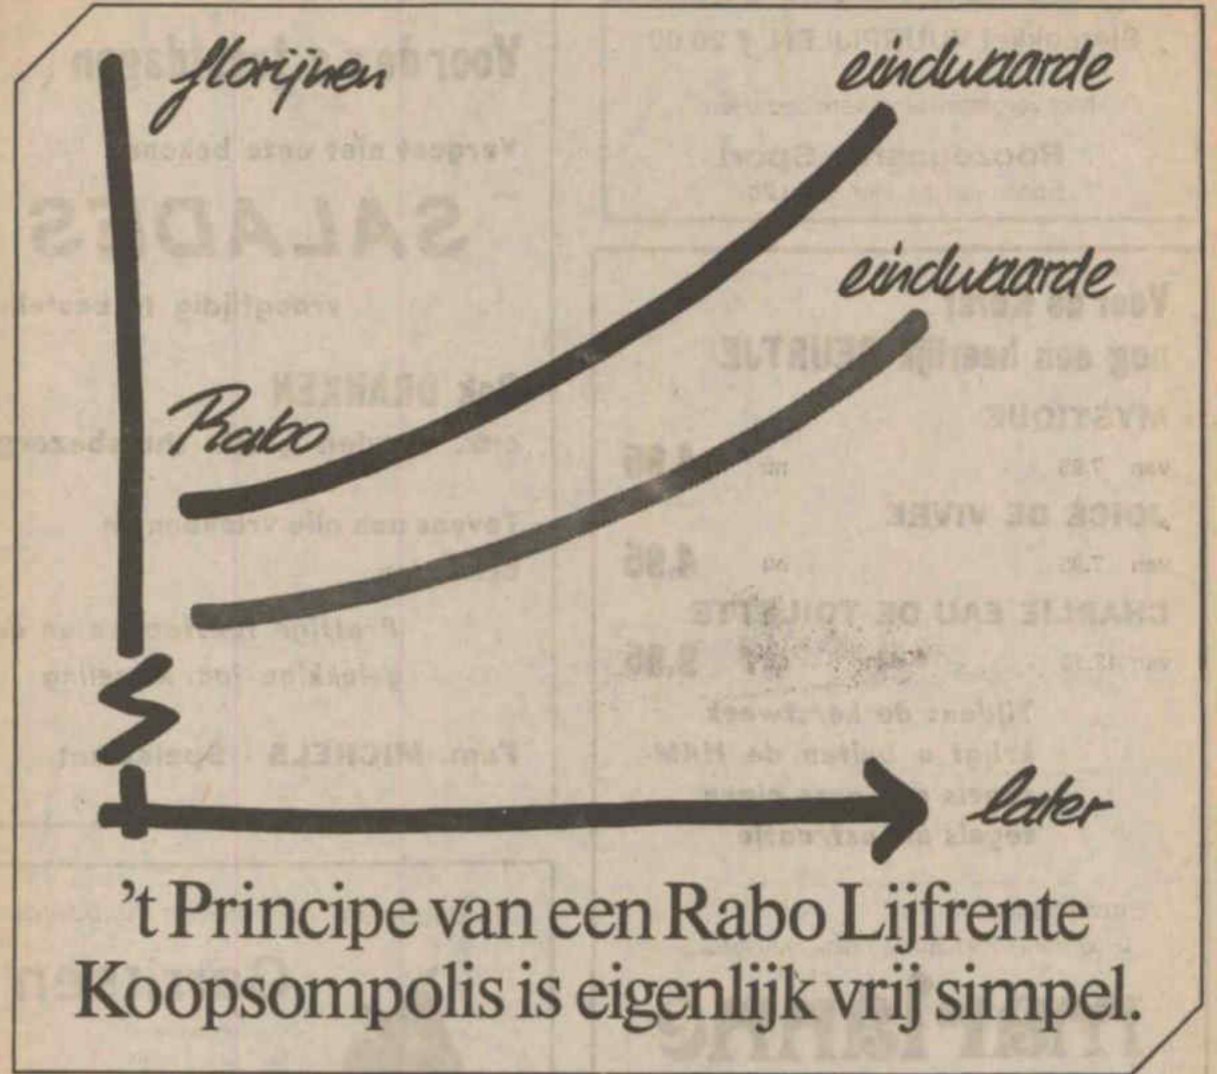 florijnen
eindwaarde
eindwaarde
Rabo
later
't Principe van een Rabo Lijfrente
Koopsompolis is eigenlijk vrij simpel.